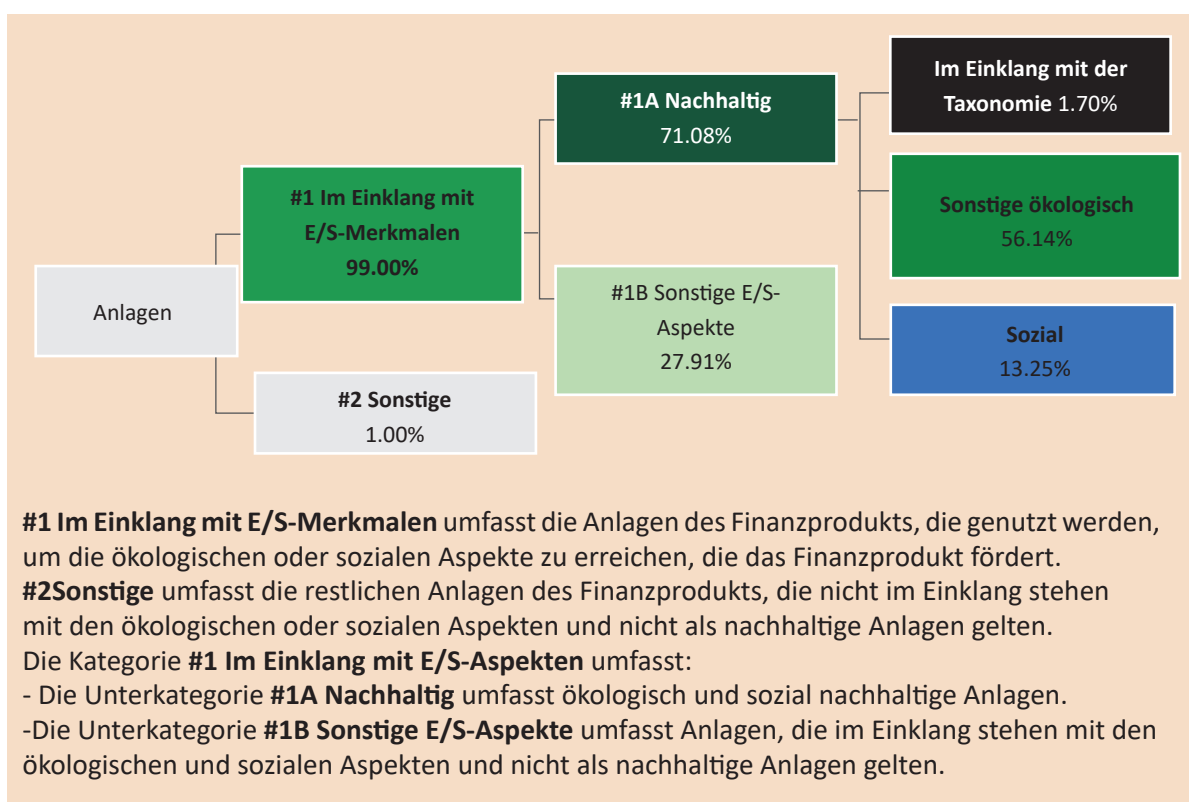 Anlagen
#1 Im Einklang mit
E/S-Merkmalen
99.00%
#2 Sonstige
1.00%
#1A Nachhaltig
71.08%
#1B Sonstige E/S-
Aspekte
27.91%
Im Einklang mit der
Taxonomie 1.70%
Sonstige ökologisch
56.14%
Sozial
13.25%
#1 Im Einklang mit E/S-Merkmalen umfasst die Anlagen des Finanzprodukts, die genutzt werden,
um die ökologischen oder sozialen Aspekte zu erreichen, die das Finanzprodukt fördert.
#2Sonstige umfasst die restlichen Anlagen des Finanzprodukts, die nicht im Einklang stehen
mit den ökologischen oder sozialen Aspekten und nicht als nachhaltige Anlagen gelten.
Die Kategorie #1 Im Einklang mit E/S-Aspekten umfasst:
- Die Unterkategorie #1A Nachhaltig umfasst ökologisch und sozial nachhaltige Anlagen.
-Die Unterkategorie #1B Sonstige E/S-Aspekte umfasst Anlagen, die im Einklang stehen mit den
ökologischen und sozialen Aspekten und nicht als nachhaltige Anlagen gelten.